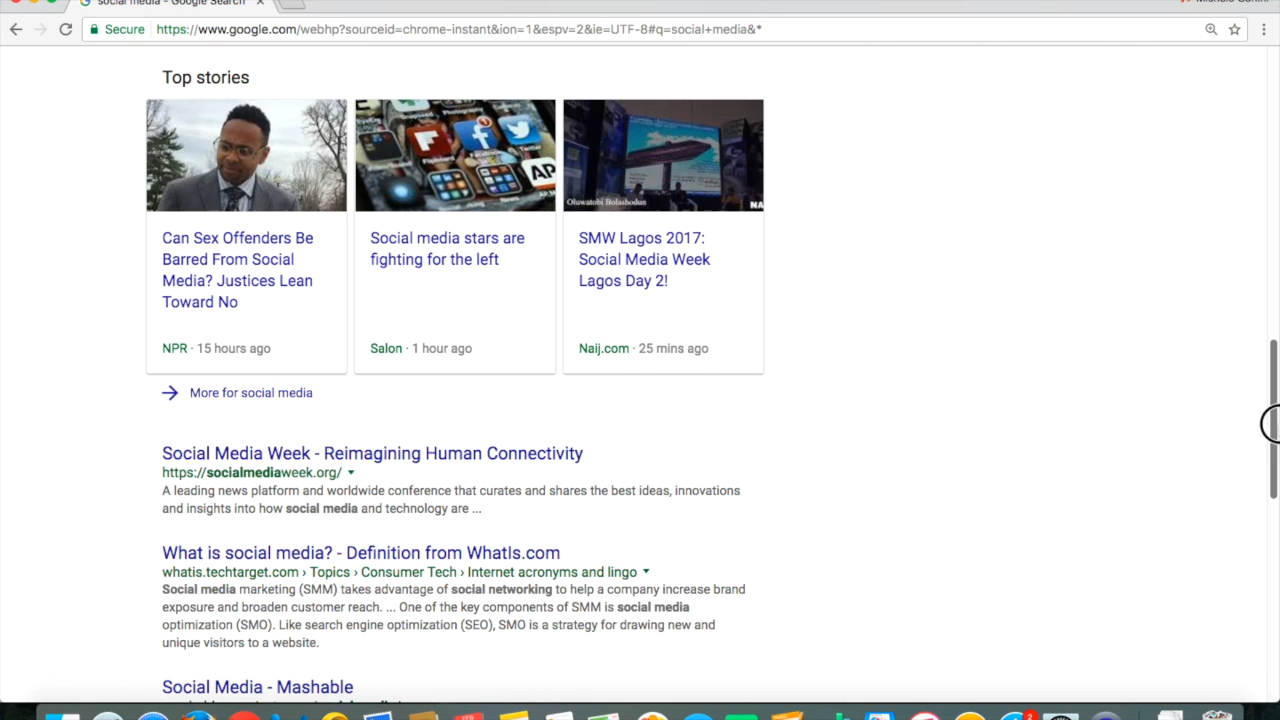 social media - Google Search
Secure https://www.google.com/webhp?sourceid=chrome-instant&ion=1&espv=2&ie=UTF-8#q=social+media&*
Top stories
Flipboard
Facebook
Twitter
AP
Oluwatobi Bolashodun
NA
Can Sex Offenders Be
Barred From Social
Media? Justices Lean
Toward No
NPR · 15 hours ago
Social media stars are
fighting for the left
Salon · 1 hour ago
SMW Lagos 2017:
Social Media Week
Lagos Day 2!
Naij.com · 25 mins ago
More for social media
Social Media Week - Reimagining Human Connectivity
https://socialmediaweek.org/
A leading news platform and worldwide conference that curates and shares the best ideas, innovations
and insights into how social media and technology are ...
What is social media? - Definition from WhatIs.com
whatis.techtarget.com › Topics › Consumer Tech › Internet acronyms and lingo
Social media marketing (SMM) takes advantage of social networking to help a company increase brand
exposure and broaden customer reach. ... One of the key components of SMM is social media
optimization (SMO). Like search engine optimization (SEO), SMO is a strategy for drawing new and
unique visitors to a website.
Social Media - Mashable
2